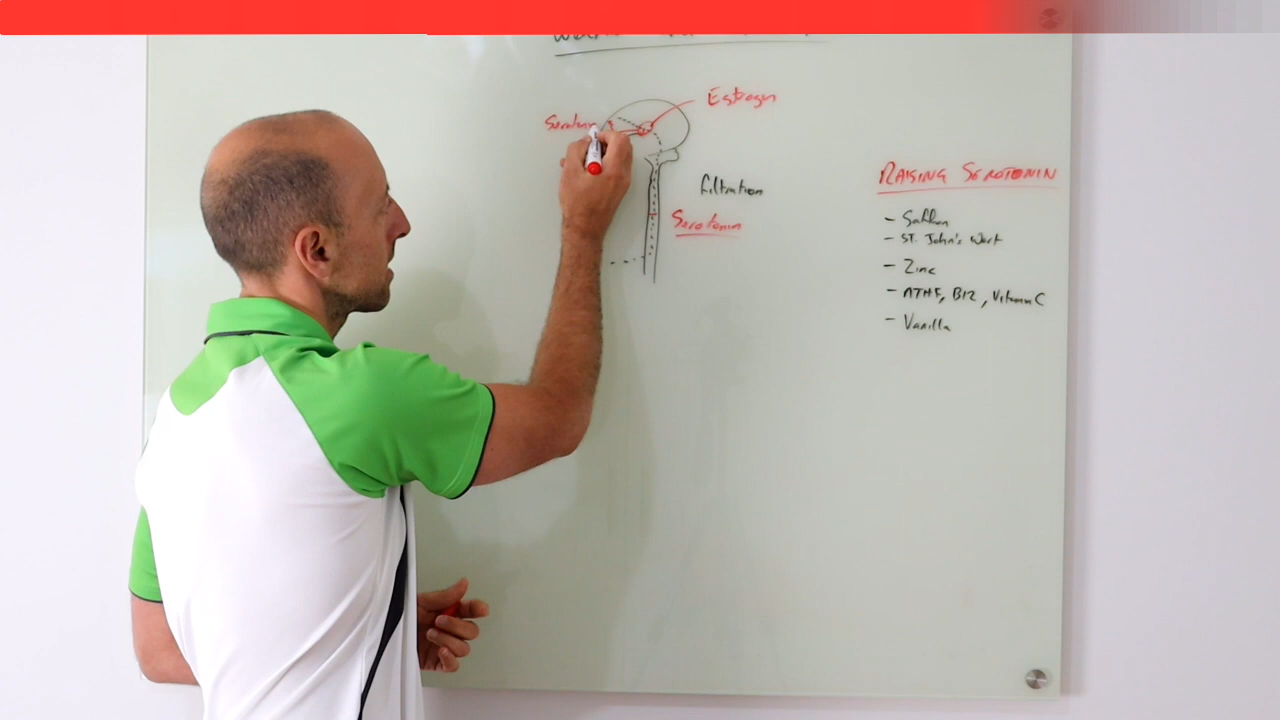 Estrogen
Serotonin
filtration
Serotonin
RAISING SEROTONIN
- Saffron
- ST. John's Wort
- Zinc
- MTHF, B12, Vitamin C
- Vanilla